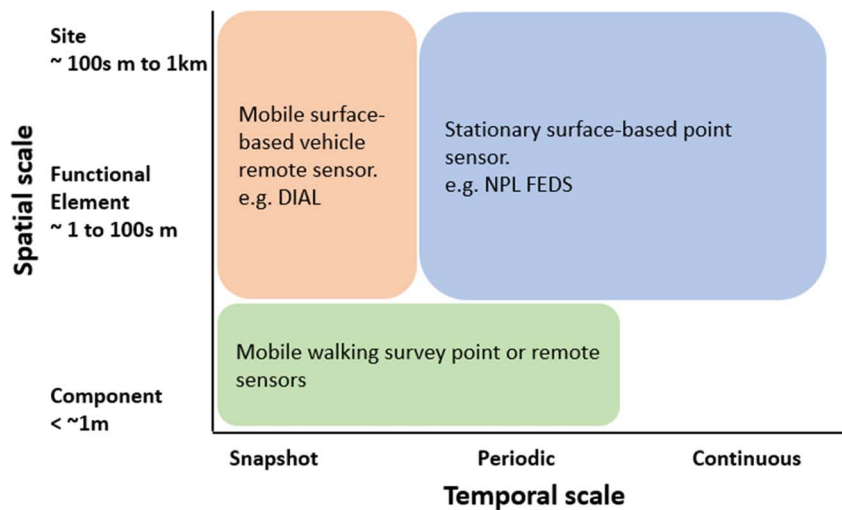 Site
~ 100s m to 1km
Mobile surface-
based vehicle
remote sensor.
e.g. DIAL
Stationary surface-based point
sensor.
e.g. NPL FEDS
Spatial scale
Functional
Element
~ 1 to 100s m
Mobile walking survey point or remote
sensors
Component
< ~1m
Snapshot
Periodic
Continuous
Temporal scale